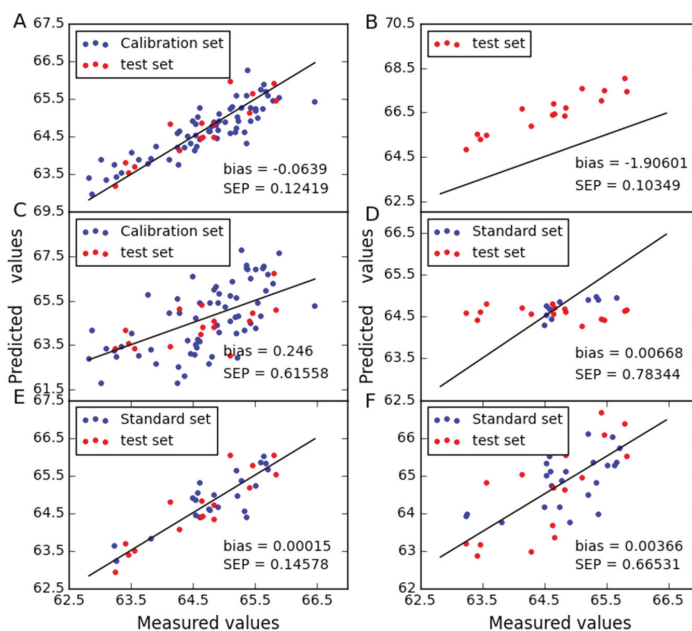 A
67.5
66.5
65.5
64.5
63.5
Calibration set
test set
bias = -0.0639
SEP = 0.12419
B
70.5
68.5
66.5
64.5
62.5
test set
bias = -1.90601
SEP = 0.10349
Predicted values
C
69.5
67.5
65.5
63.5
61.5
Calibration set
test set
bias = 0.246
SEP = 0.61558
Predicted values
D
66.5
65.5
64.5
63.5
62.5
Standard set
test set
bias = 0.00668
SEP = 0.78344
E
67.5
66.5
65.5
64.5
63.5
62.5
Standard set
test set
bias = 0.00015
SEP = 0.14578
62.5 63.5 64.5 65.5 66.5
Measured values
F
66
65
64
63
62
Standard set
test set
bias = 0.00366
SEP = 0.66531
62.5 63.5 64.5 65.5 66.5
Measured values